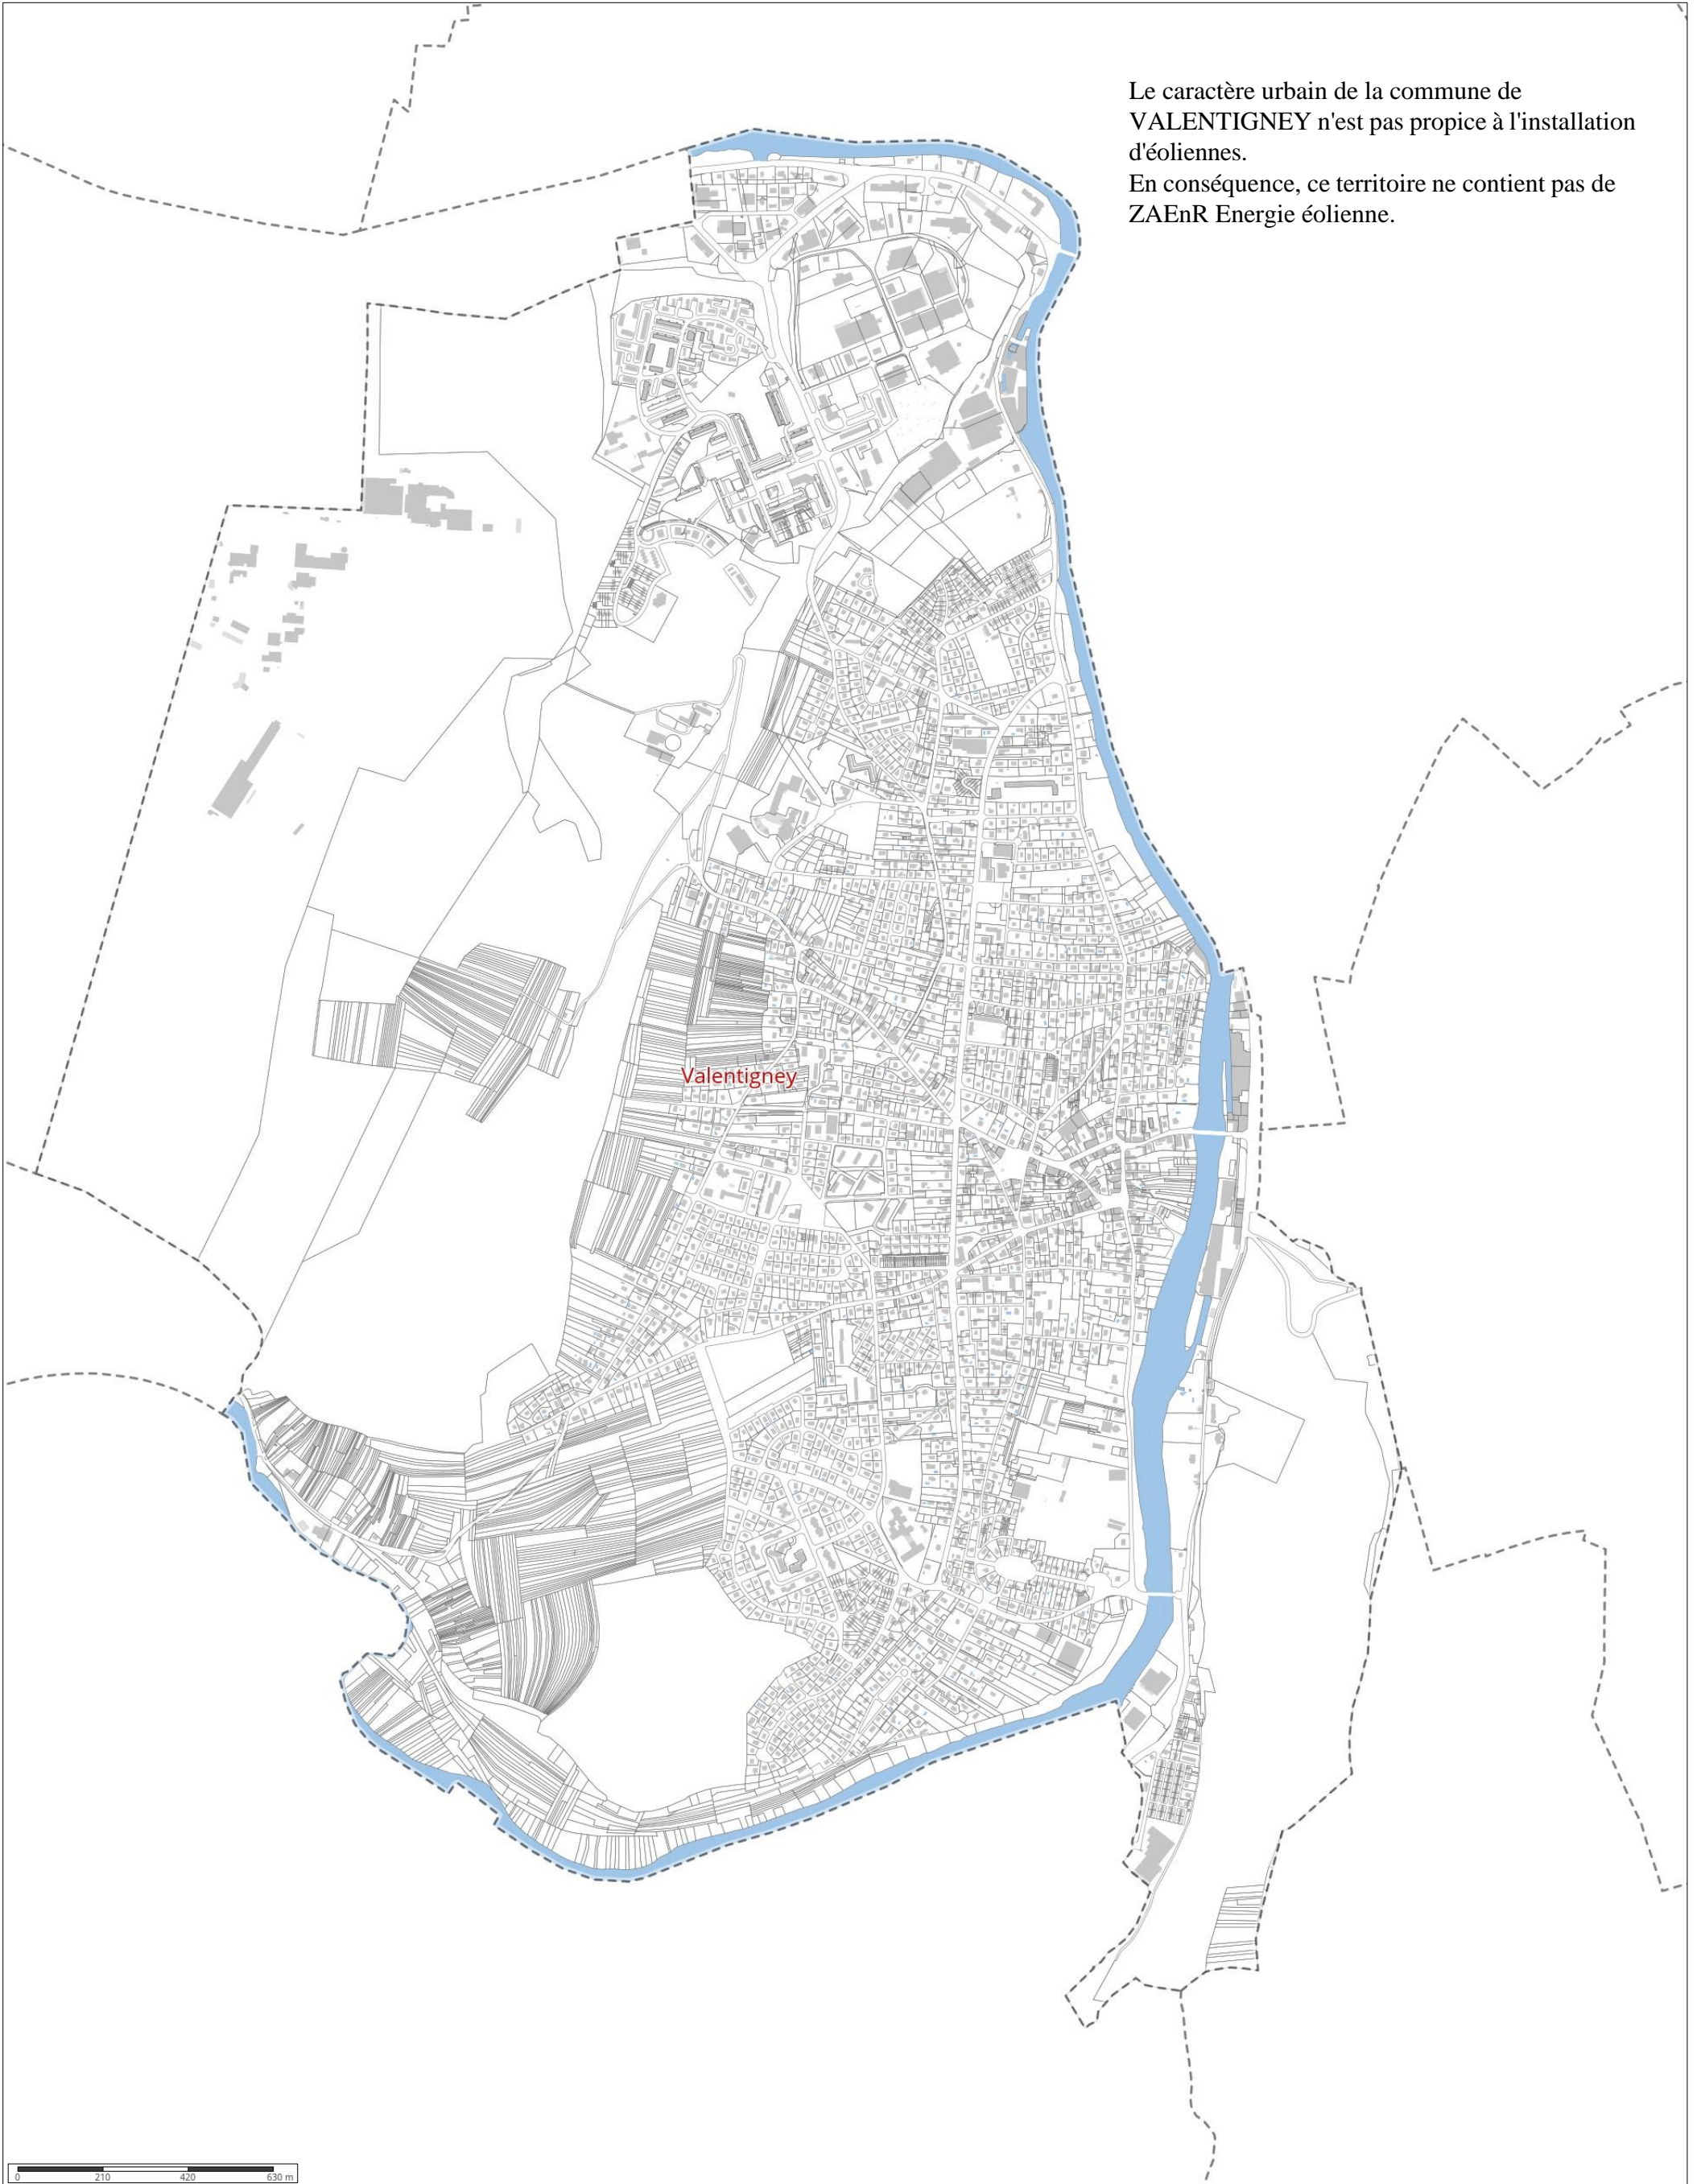 Le caractère urbain de la commune de
VALENTIGNEY n'est pas propice à l'installation
d'éoliennes.
En conséquence, ce territoire ne contient pas de
ZAEnR Energie éolienne.
Valentigney
0 210 420 630 m